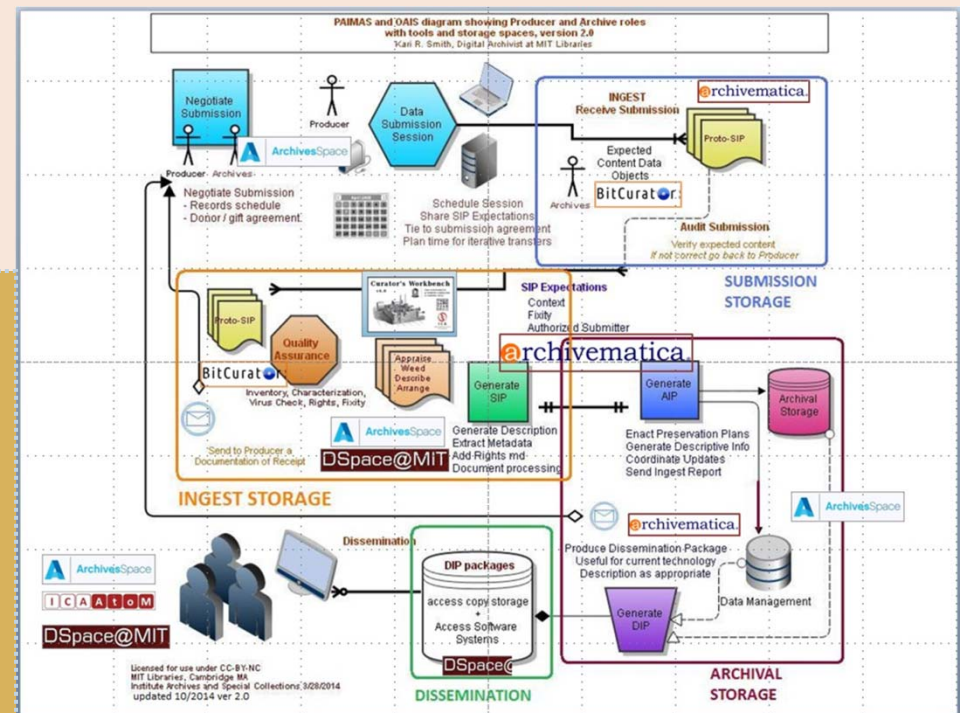 PAIMAS and OAIS diagram showing Producer and Archive roles
with tools and storage spaces, version 2.0
Kari R. Smith, Digital Archivist at MIT Libraries
Negotiate
Submission
Producer
Archives
ArchivesSpace
Negotiate Submission
- Records schedule
- Donor / gift agreement.
Producer
Data
Submission
Session
Schedule Session
Share SIP Expectations
Tie to submission agreement
Plan time for iterative transfers
archivematica.
INGEST
Receive Submission
Proto-SIP
Expected
Content Data
Objects
Archives
BitCurator
Audit Submission
Verify expected content
If not correct go back to Producer
SUBMISSION
STORAGE
Proto-SIP
Quality
Assurance
BitCurator
Inventory, Characterization,
Virus Check, Rights, Fixity
Send to Producer a
Documentation of Receipt
Curator's Workbench
Appraise
Weed
Describe
Arrange
ArchivesSpace
DSpace@MIT
SIP Expectations
Context
Fixity
Authorized Submitter
archivematica.
Generate
SIP
Generate Description
Extract Metadata
Add Rights md
Document processing
INGEST STORAGE
Generate
AIP
Archival
Storage
Enact Preservation Plans
Generate Descriptive Info
Coordinate Updates
Send Ingest Report
ArchivesSpace
archivematica.
Produce Dissemination Package
Useful for current technology
Description as appropriate
Data Management
Generate
DIP
ARCHIVAL
STORAGE
Dissemination
DIP packages
access copy storage
+
Access Software
Systems
DSpace@
DISSEMINATION
ArchivesSpace
ICAAtoM
DSpace@MIT
Licensed for use under CC-BY-NC
MIT Libraries, Cambridge MA
Institute Archives and Special Collections 3/28/2014
updated 10/2014 ver 2.0